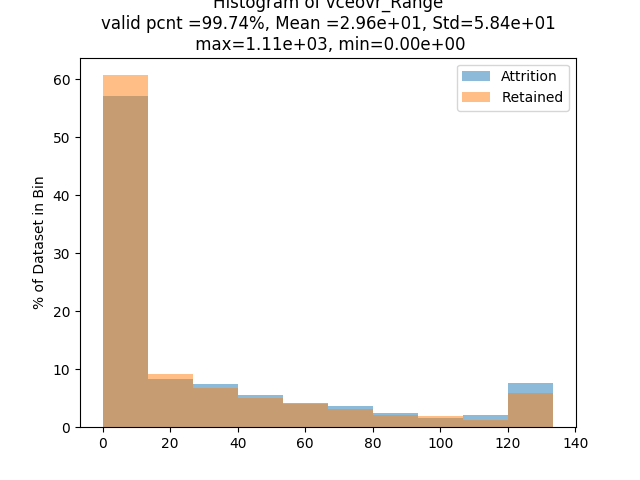 Histogram of vceovr_Range
valid pcnt =99.74%, Mean =2.96e+01, Std=5.84e+01
max=1.11e+03, min=0.00e+00
Attrition
Retained
% of Dataset in Bin
60
50
40
30
20
10
0
0 20 40 60 80 100 120 140